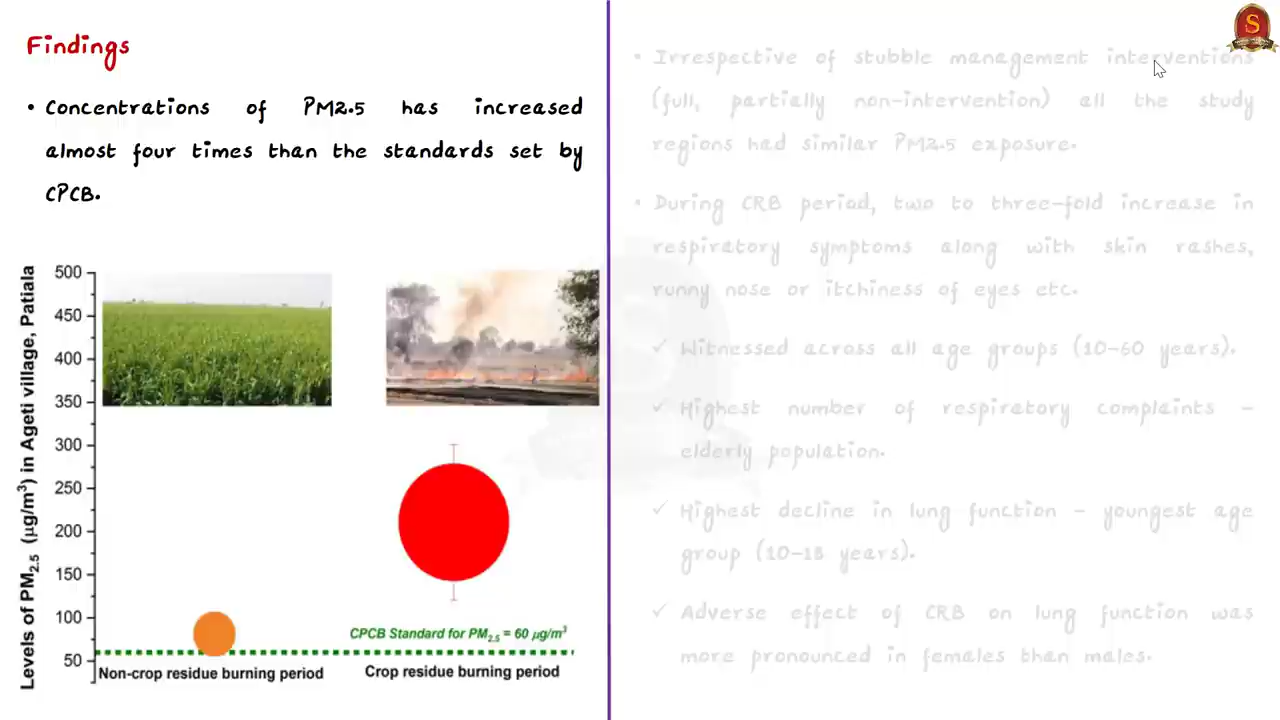 Findings
• Concentrations of PM2.5 has increased
almost four times than the standards set by
CPCB.
Levels of PM2.5 (μg/m³) in Ageti village, Patiala
500
450
400
350
300
250
200
150
100
50
CPCB Standard for PM2.5 = 60 μg/m³
Non-crop residue burning period
Crop residue burning period
S
• Irrespective of stubble management interventions
(full, partially non-intervention) all the study
regions had similar PM2.5 exposure.
• During CRB period, two to three-fold increase in
respiratory symptoms along with skin rashes,
runny nose or itchiness of eyes etc.
✓ Witnessed across all age groups (10-60 years).
✓ Highest number of respiratory complaints -
elderly population.
✓ Highest decline in lung function - youngest age
group (10-18 years).
✓ Adverse effect of CRB on lung function was
more pronounced in females than males.